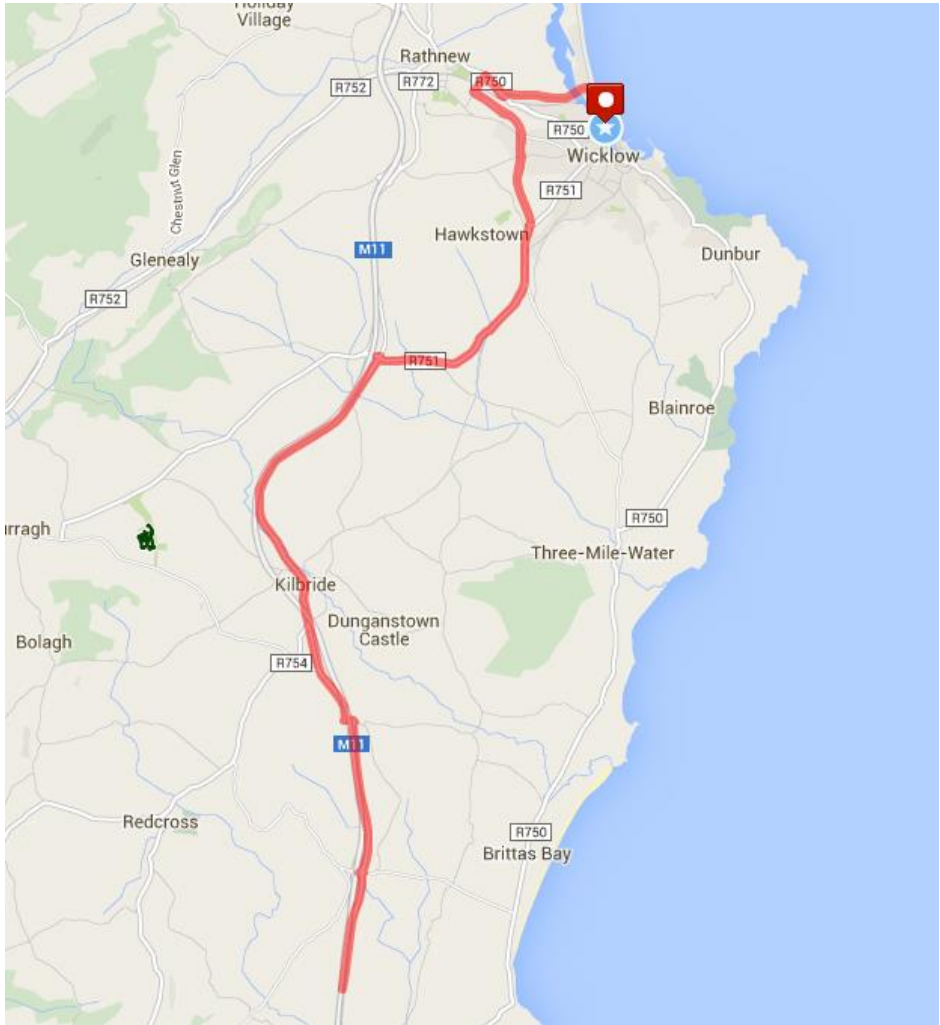 Holiday
Village
Rathnew
R772
R750
R752
R750
Wicklow
Chestnut Glen
R751
Hawkstown
M11
Dunbur
Glenealy
R752
R751
Blainroe
R750
rragh
Three-Mile-Water
Kilbride
Dunganstown
Castle
Bolagh
R754
M11
Redcross
R750
Brittas Bay